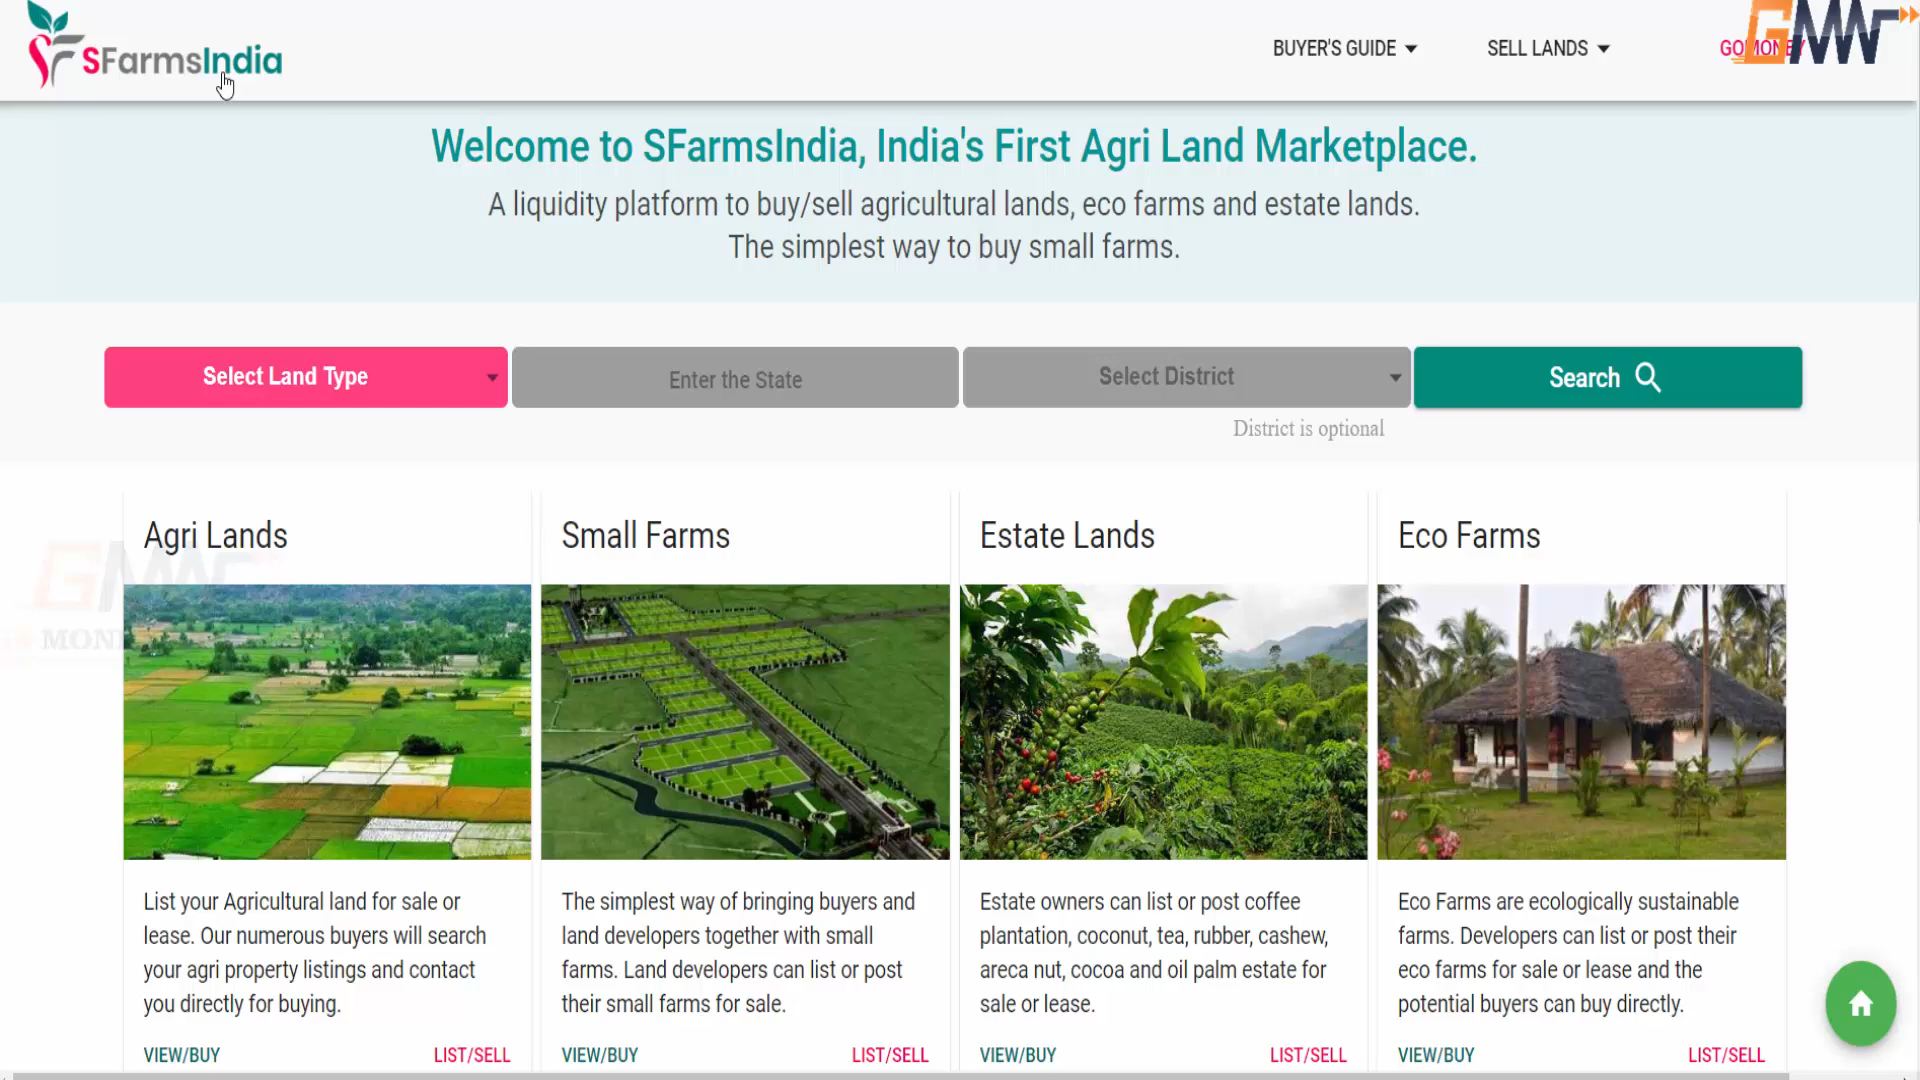 SFarmsIndia
BUYER'S GUIDE
SELL LANDS
GOMONEY
GMW
Welcome to SFarmsIndia, India's First Agri Land Marketplace.
A liquidity platform to buy/sell agricultural lands, eco farms and estate lands.
The simplest way to buy small farms.
Select Land Type
Enter the State
Select District
Search
District is optional
Agri Lands
Small Farms
Estate Lands
Eco Farms
List your Agricultural land for sale or
lease. Our numerous buyers will search
your agri property listings and contact
you directly for buying.
VIEW/BUY
LIST/SELL
The simplest way of bringing buyers and
land developers together with small
farms. Land developers can list or post
their small farms for sale.
VIEW/BUY
LIST/SELL
Estate owners can list or post coffee
plantation, coconut, tea, rubber, cashew,
areca nut, cocoa and oil palm estate for
sale or lease.
VIEW/BUY
LIST/SELL
Eco Farms are ecologically sustainable
farms. Developers can list or post their
eco farms for sale or lease and the
potential buyers can buy directly.
VIEW/BUY
LIST/SELL